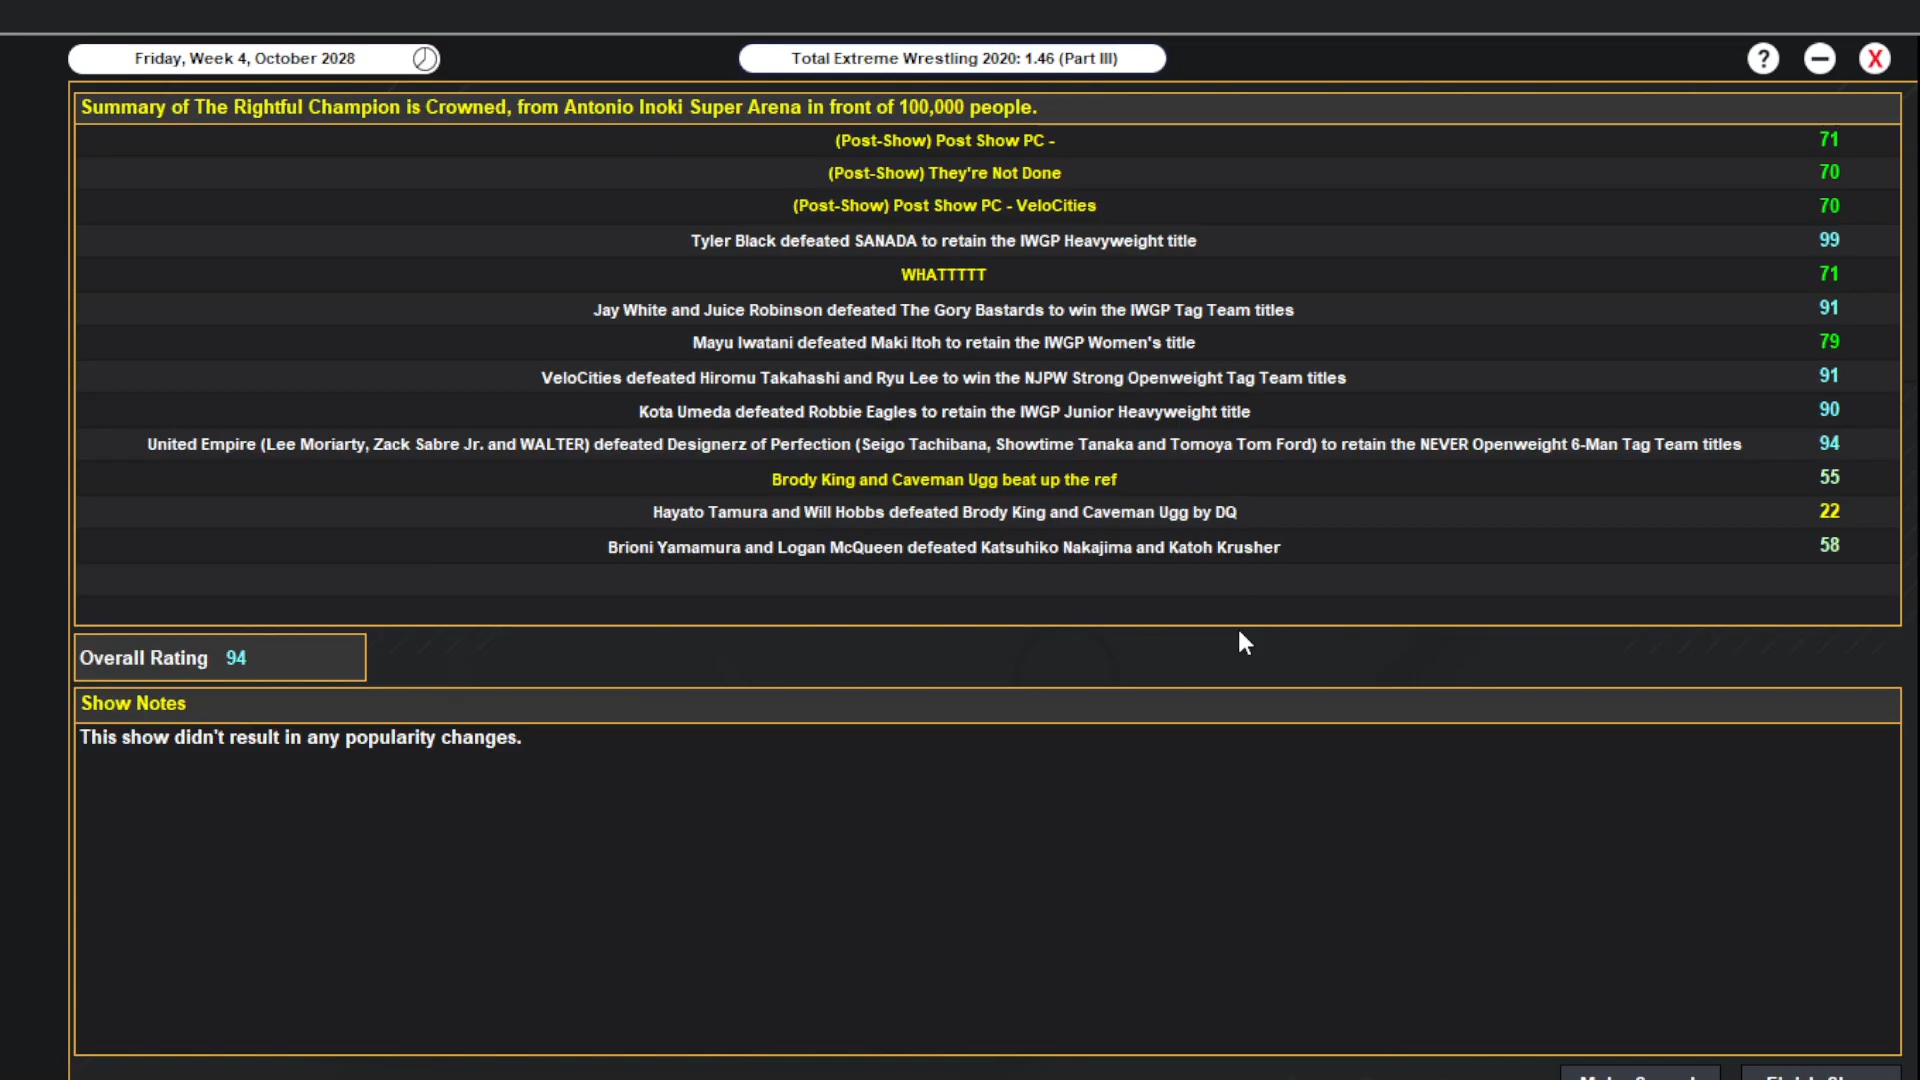 Friday, Week 4, October 2028
Total Extreme Wrestling 2020: 1.46 (Part III)
? X
Summary of The Rightful Champion is Crowned, from Antonio Inoki Super Arena in front of 100,000 people.
(Post-Show) Post Show PC - 71
(Post-Show) They're Not Done 70
(Post-Show) Post Show PC - VeloCities 70
Tyler Black defeated SANADA to retain the IWGP Heavyweight title 99
WHATTTTT 71
Jay White and Juice Robinson defeated The Gory Bastards to win the IWGP Tag Team titles 91
Mayu Iwatani defeated Maki Itoh to retain the IWGP Women's title 79
VeloCities defeated Hiromu Takahashi and Ryu Lee to win the NJPW Strong Openweight Tag Team titles 91
Kota Umeda defeated Robbie Eagles to retain the IWGP Junior Heavyweight title 90
United Empire (Lee Moriarty, Zack Sabre Jr. and WALTER) defeated Designerz of Perfection (Seigo Tachibana, Showtime Tanaka and Tomoya Tom Ford) to retain the NEVER Openweight 6-Man Tag Team titles 94
Brody King and Caveman Ugg beat up the ref 55
Hayato Tamura and Will Hobbs defeated Brody King and Caveman Ugg by DQ 22
Brioni Yamamura and Logan McQueen defeated Katsuhiko Nakajima and Katoh Krusher 58
Overall Rating 94
Show Notes
This show didn't result in any popularity changes.